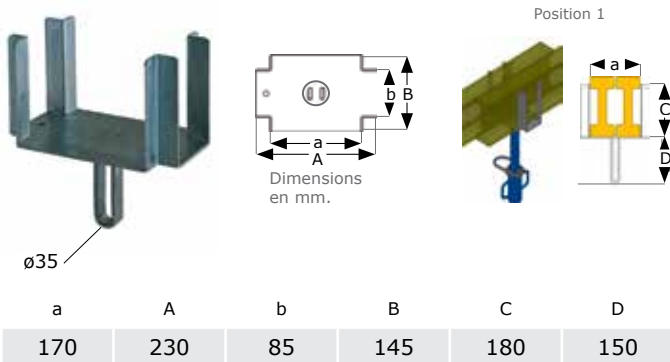 Position 1
a
C
D
b
B
a
A
Dimensions
en mm.
ø35
a A b B C D
170 230 85 145 180 150